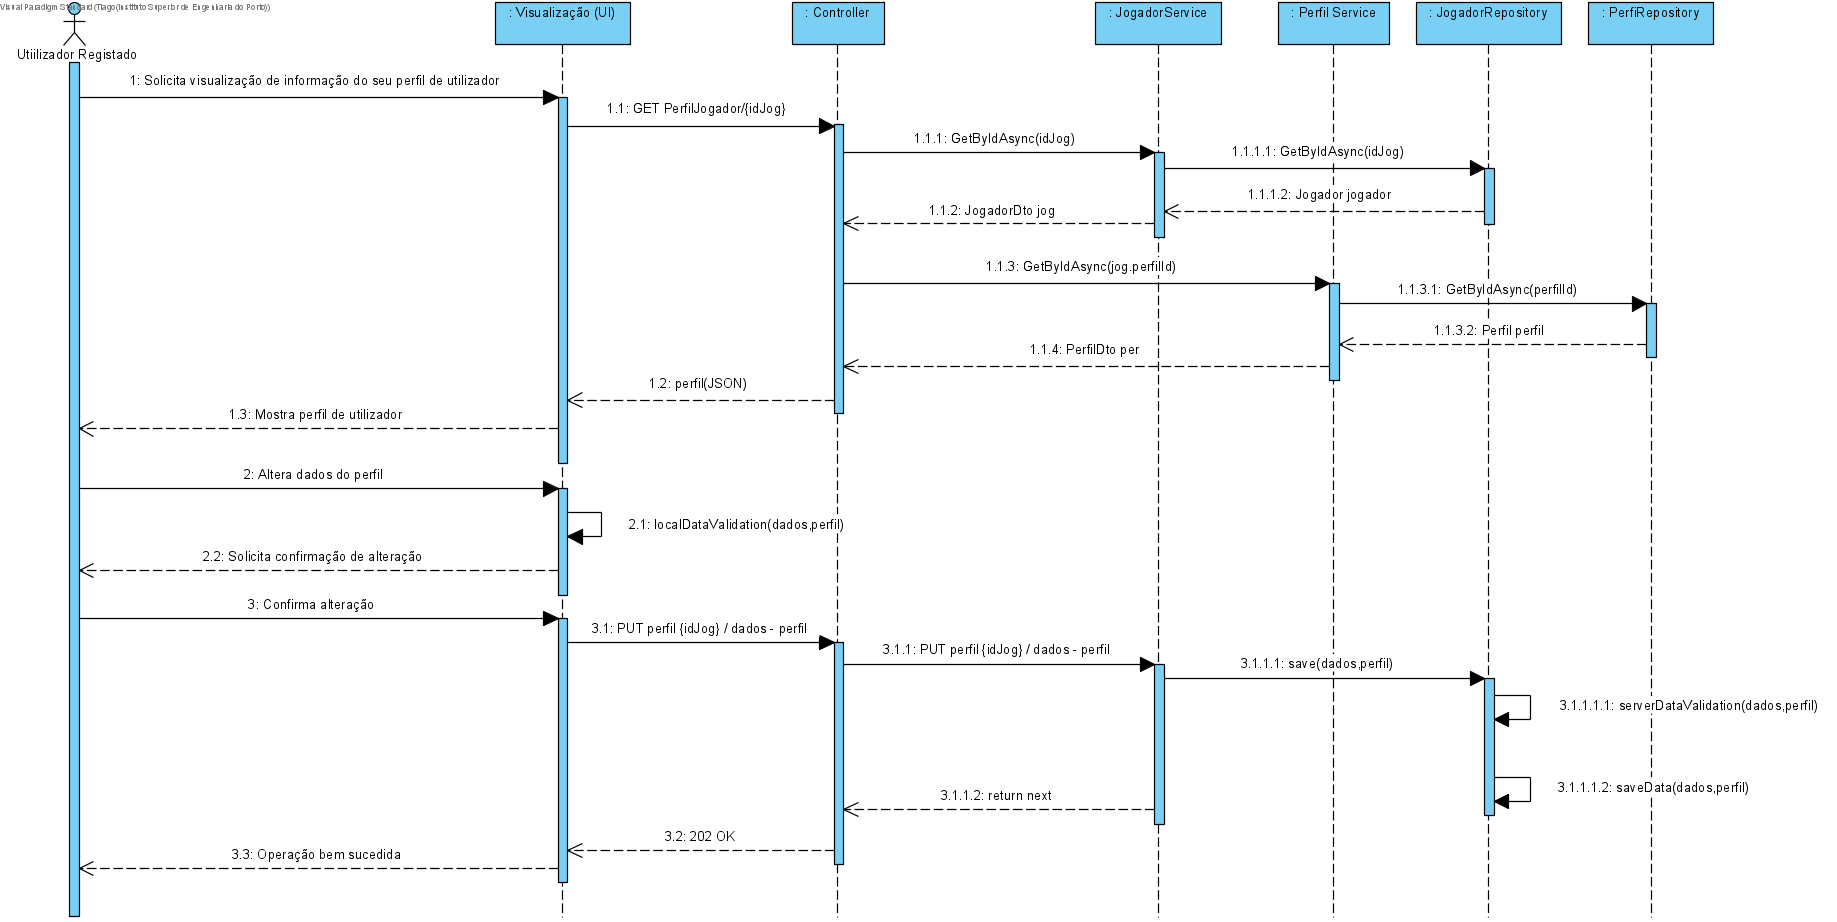 Visual Paradigm Standard (Tiago(Instituto Superior de Engenharia do Porto))
: Visualização (UI)
: Controller
: JogadorService
: Perfil Service
: JogadorRepository
: PerfiRepository
Utiilizador Registado
1: Solicita visualização de informação do seu perfil de utilizador
1.1: GET PerfilJogador/{idJog}
1.1.1: GetByIdAsync(idJog)
1.1.1.1: GetByIdAsync(idJog)
1.1.1.2: Jogador jogador
1.1.2: JogadorDto jog
1.1.3: GetByIdAsync(jog.perfilId)
1.1.3.1: GetByIdAsync(perfilId)
1.1.3.2: Perfil perfil
1.1.4: PerfilDto per
1.2: perfil(JSON)
1.3: Mostra perfil de utilizador
2: Altera dados do perfil
2.1: localDataValidation(dados,perfil)
2.2: Solicita confirmação de alteração
3: Confirma alteração
3.1: PUT perfil {idJog} / dados - perfil
3.1.1: PUT perfil {idJog} / dados - perfil
3.1.1.1: save(dados,perfil)
3.1.1.1.1: serverDataValidation(dados,perfil)
3.1.1.1.2: saveData(dados,perfil)
3.1.1.2: return next
3.2: 202 OK
3.3: Operação bem sucedida